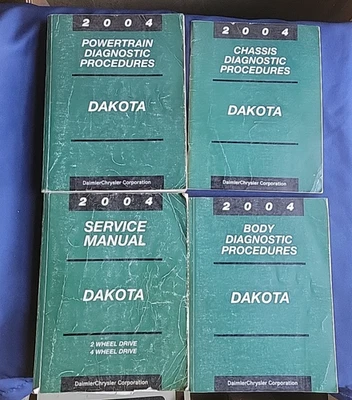 2004
POWERTRAIN
DIAGNOSTIC
PROCEDURES
DAKOTA
DaimlerChrysler Corporation
2004
CHASSIS
DIAGNOSTIC
PROCEDURES
DAKOTA
DaimlerChrysler Corporation
2004
SERVICE
MANUAL
DAKOTA
2 WHEEL DRIVE
4 WHEEL DRIVE
DaimlerChrysler Corporation
2004
BODY
DIAGNOSTIC
PROCEDURES
DAKOTA
DaimlerChrysler Corporation